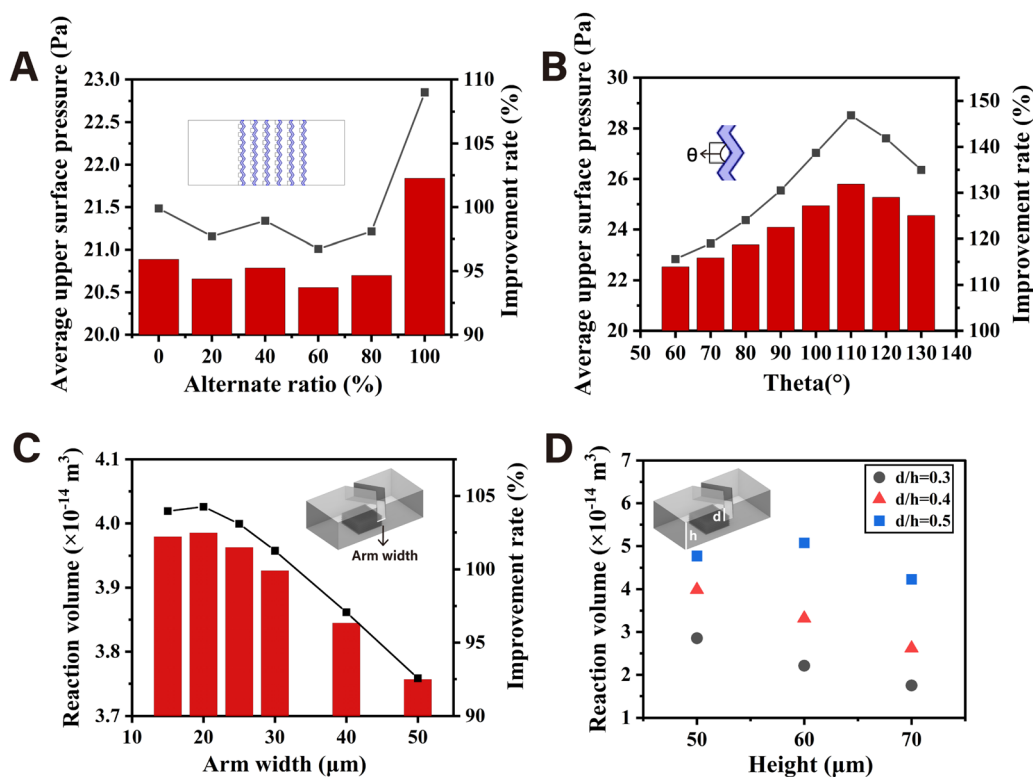 A
Average upper surface pressure (Pa)
23.0
22.5
22.0
21.5
21.0
20.5
20.0
110
105
100
95
90
Improvement rate (%)
0 20 40 60 80 100
Alternate ratio (%)
B
Average upper surface pressure (Pa)
30
28
26
24
22
20
θ
150
140
130
120
110
100
Improvement rate (%)
50 60 70 80 90 100 110 120 130 140
Theta(°)
C
Reaction volume (×10⁻¹⁴ m³)
4.1
4.0
3.9
3.8
3.7
Arm width
105
100
95
90
Improvement rate (%)
10 20 30 40 50
Arm width (μm)
D
Reaction volume (×10⁻¹⁴ m³)
7
6
5
4
3
2
1
d
h
d/h=0.3
d/h=0.4
d/h=0.5
50 60 70
Height (μm)